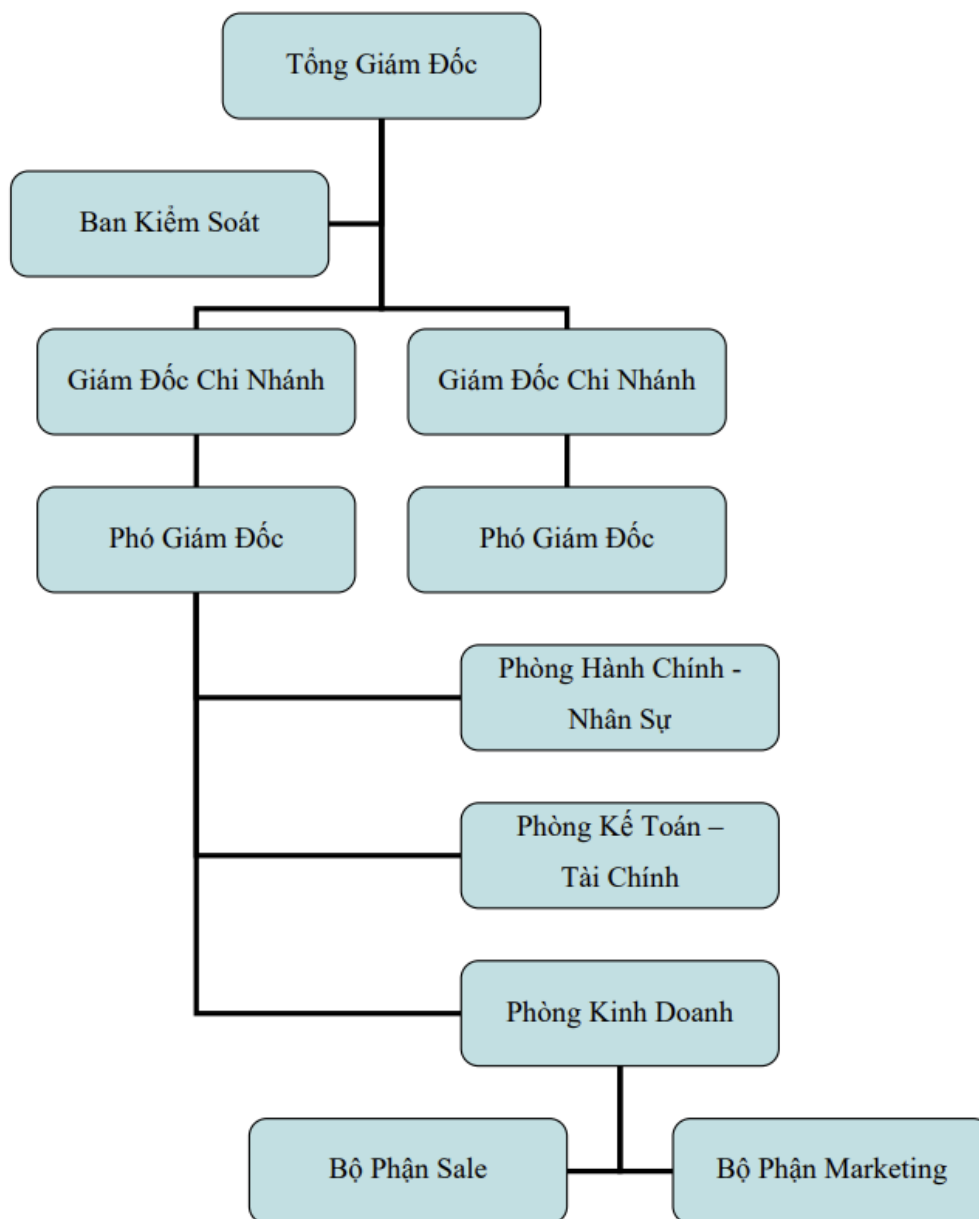 Tổng Giám Đốc
Ban Kiểm Soát
Giám Đốc Chi Nhánh
Giám Đốc Chi Nhánh
Phó Giám Đốc
Phó Giám Đốc
Phòng Hành Chính -
Nhân Sự
Phòng Kế Toán –
Tài Chính
Phòng Kinh Doanh
Bộ Phận Sale
Bộ Phận Marketing